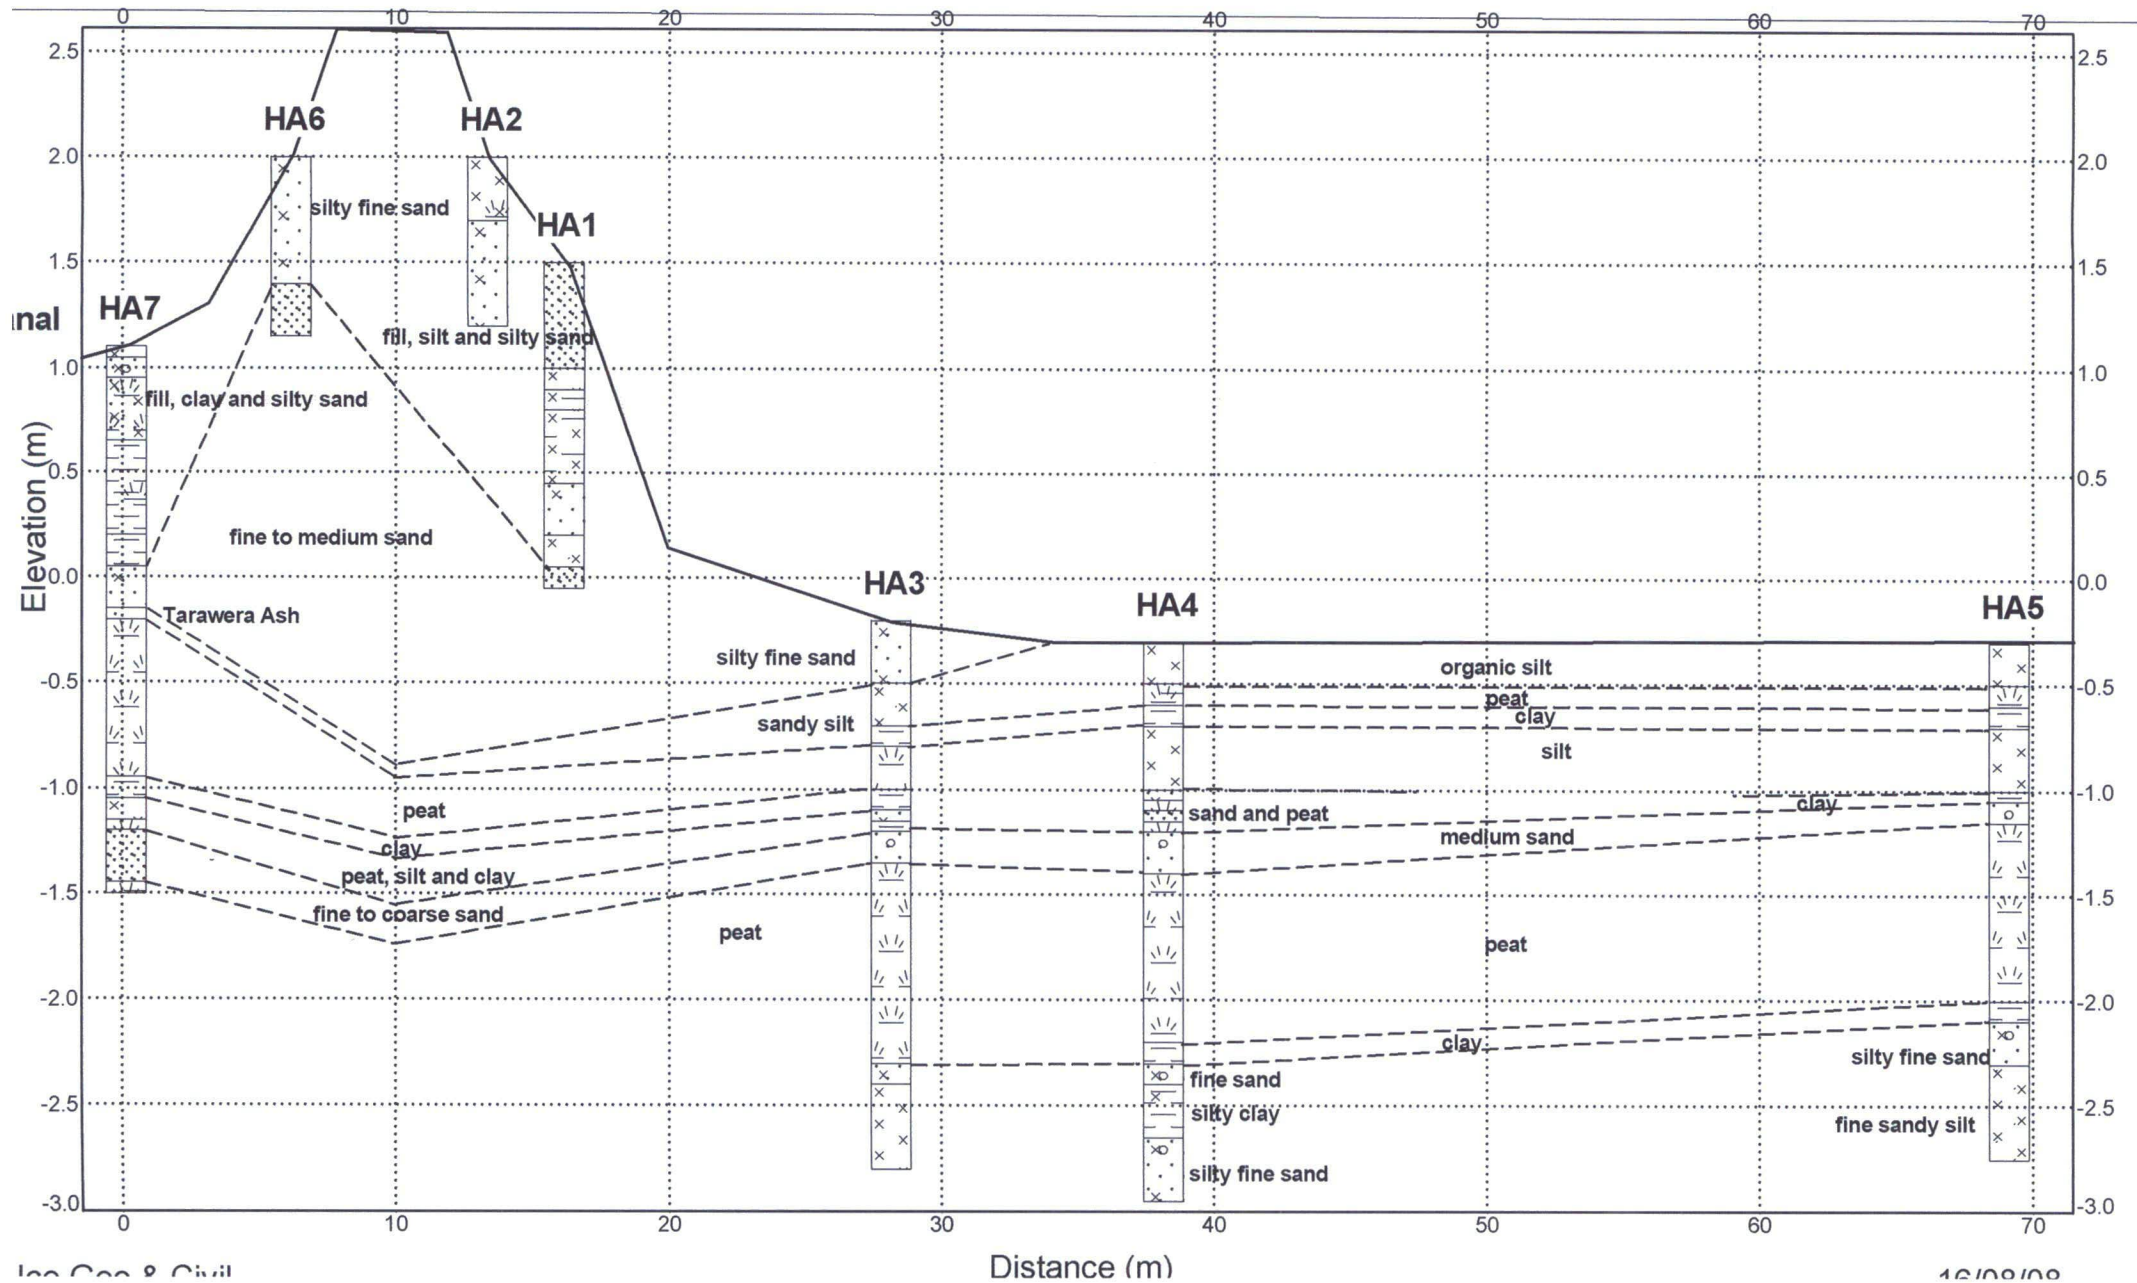 0 10 20 30 40 50 60 70
2.5 2.5
HA6 HA2
2.0 2.0
silty fine sand
HA1
1.5 1.5
HA7
1.0 1.0
fill, silt and silty sand
fill, clay and silty sand
Elevation (m)
0.5 0.5
fine to medium sand
0.0 0.0
HA3 HA4 HA5
Tarawera Ash
silty fine sand
organic silt
-0.5 -0.5
peat
clay
sandy silt
silt
-1.0 -1.0
clay
peat
sand and peat
medium sand
clay
peat, silt and clay
-1.5 -1.5
fine to coarse sand
peat
peat
-2.0 -2.0
clay
silty fine sand
fine sand
-2.5 -2.5
silty clay
fine sandy silt
silty fine sand
-3.0 -3.0
0 10 20 30 40 50 60 70
Distance (m)
16/08/08